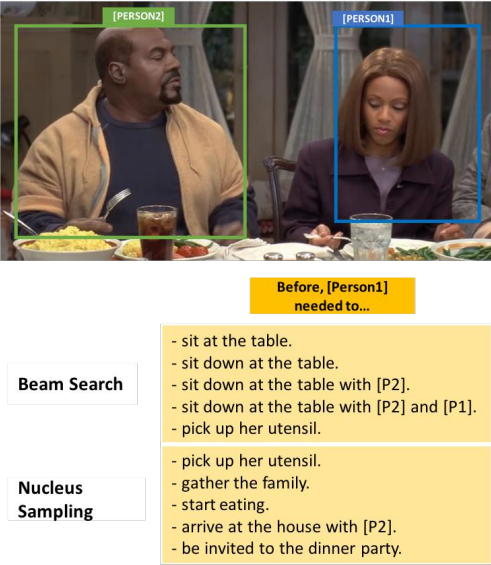 [PERSON2]
[PERSON1]
Before, [Person1]
needed to...
Beam Search
- sit at the table.
- sit down at the table.
- sit down at the table with [P2].
- sit down at the table with [P2] and [P1].
- pick up her utensil.
Nucleus
Sampling
- pick up her utensil.
- gather the family.
- start eating.
- arrive at the house with [P2].
- be invited to the dinner party.